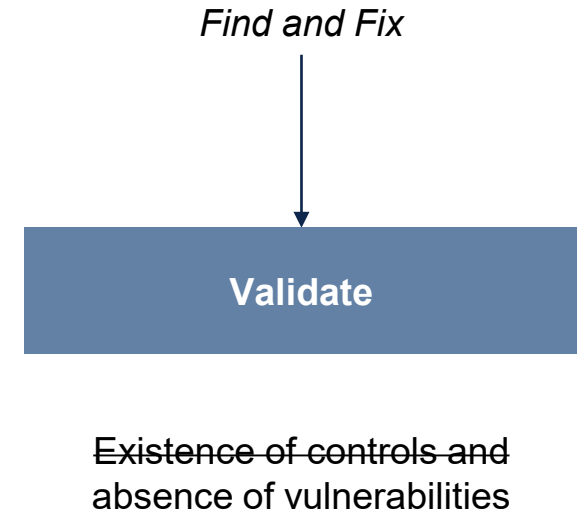 Find and Fix
Validate
Existence of controls and
absence of vulnerabilities